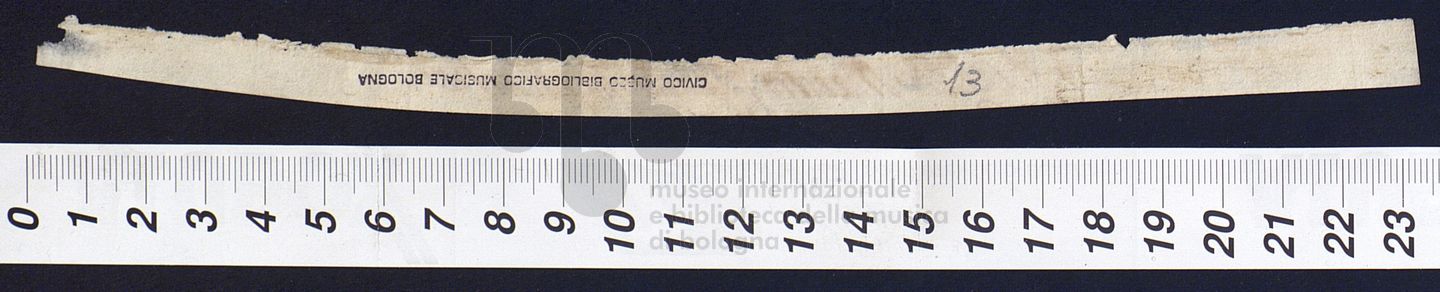 CIVICO MUSEO BIBLIOGRAFICO MUSICALE BOLOGNA
13
0 1 2 3 4 5 6 7 8 9 10 11 12 13 14 15 16 17 18 19 20 21 22 23
museo internazionale
e biblioteca della musica
di bologna